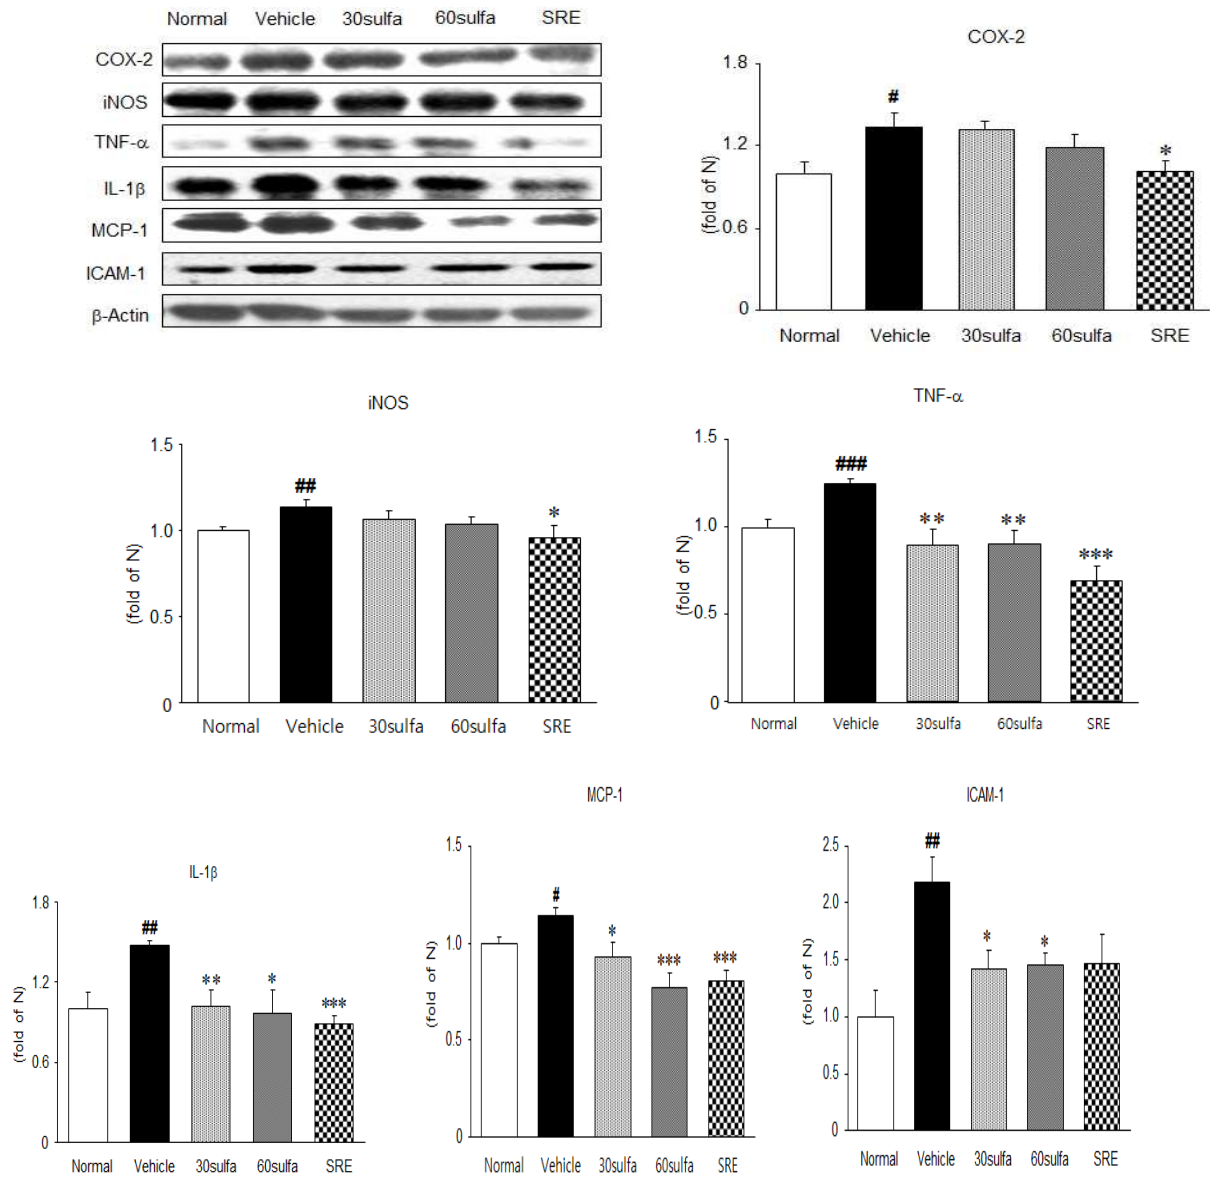 Normal Vehicle 30sulfa 60sulfa SRE
COX-2
iNOS
TNF-α
IL-1β
MCP-1
ICAM-1
β-Actin
COX-2
(fold of N)
1.8
1.2
0.6
0
#
*
Normal Vehicle 30sulfa 60sulfa SRE
iNOS
(fold of N)
1.5
1.0
0.5
0
##
*
Normal Vehicle 30sulfa 60sulfa SRE
TNF-α
(fold of N)
1.5
1.0
0.5
0
###
** ** ***
Normal Vehicle 30sulfa 60sulfa SRE
IL-1β
(fold of N)
1.8
1.2
0.6
0
##
** * ***
Normal Vehicle 30sulfa 60sulfa SRE
MCP-1
(fold of N)
1.5
1.0
0.5
0
#
* *** ***
Normal Vehicle 30sulfa 60sulfa SRE
ICAM-1
(fold of N)
2.5
2.0
1.5
1.0
0.5
0
##
* *
Normal Vehicle 30sulfa 60sulfa SRE